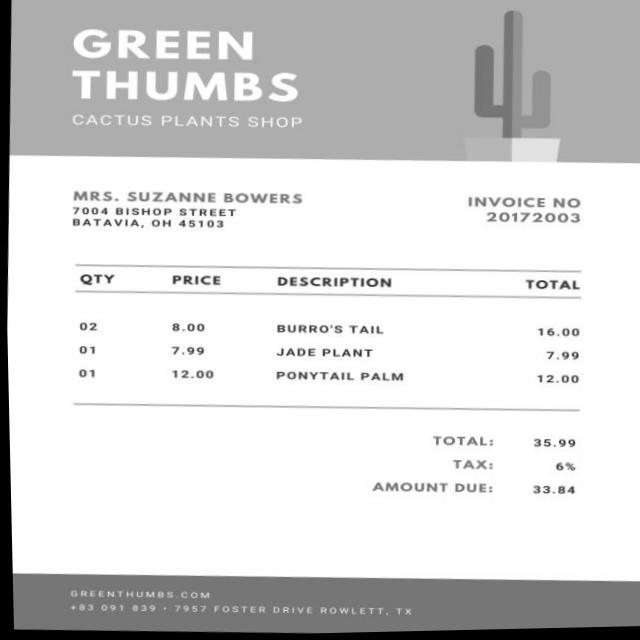 GREEN
THUMBS
CACTUS PLANTS SHOP
MRS. SUZANNE BOWERS
7004 BISHOP STREET
BATAVIA, OH 45103
INVOICE NO
20172003
QTY PRICE DESCRIPTION TOTAL
02 8.00 BURRO'S TAIL 16.00
01 7.99 JADE PLANT 7.99
01 12.00 PONYTAIL PALM 12.00
TOTAL: 35.99
TAX: 6%
AMOUNT DUE: 33.84
GREENTHUMBS.COM
+83 091 839 • 7957 FOSTER DRIVE ROWLETT, TX